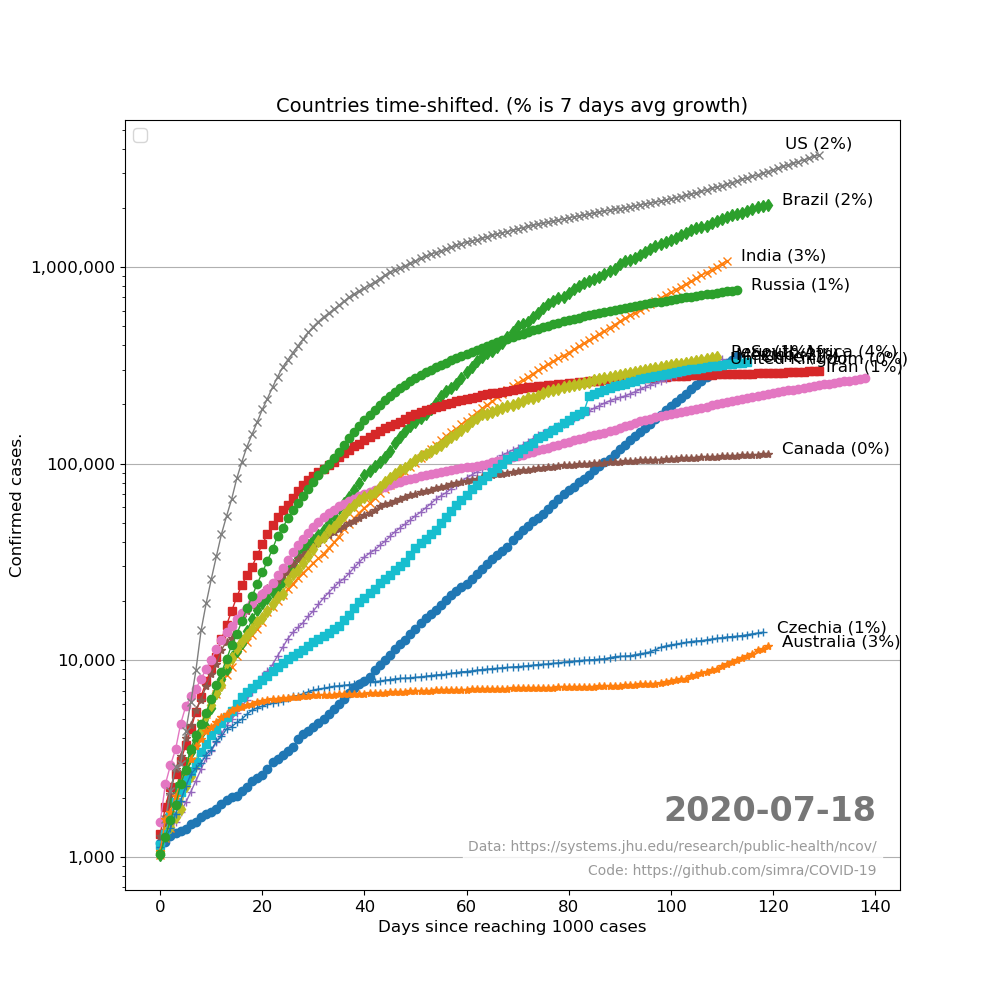 Countries time-shifted. (% is 7 days avg growth)
US (2%)
Brazil (2%)
India (3%)
Russia (1%)
South Africa (4%)
United Kingdom (0%)
Iran (1%)
Canada (0%)
Czechia (1%)
Australia (3%)
1,000,000
100,000
10,000
1,000
Confirmed cases.
2020-07-18
Data: https://systems.jhu.edu/research/public-health/ncov/
Code: https://github.com/simra/COVID-19
0 20 40 60 80 100 120 140
Days since reaching 1000 cases